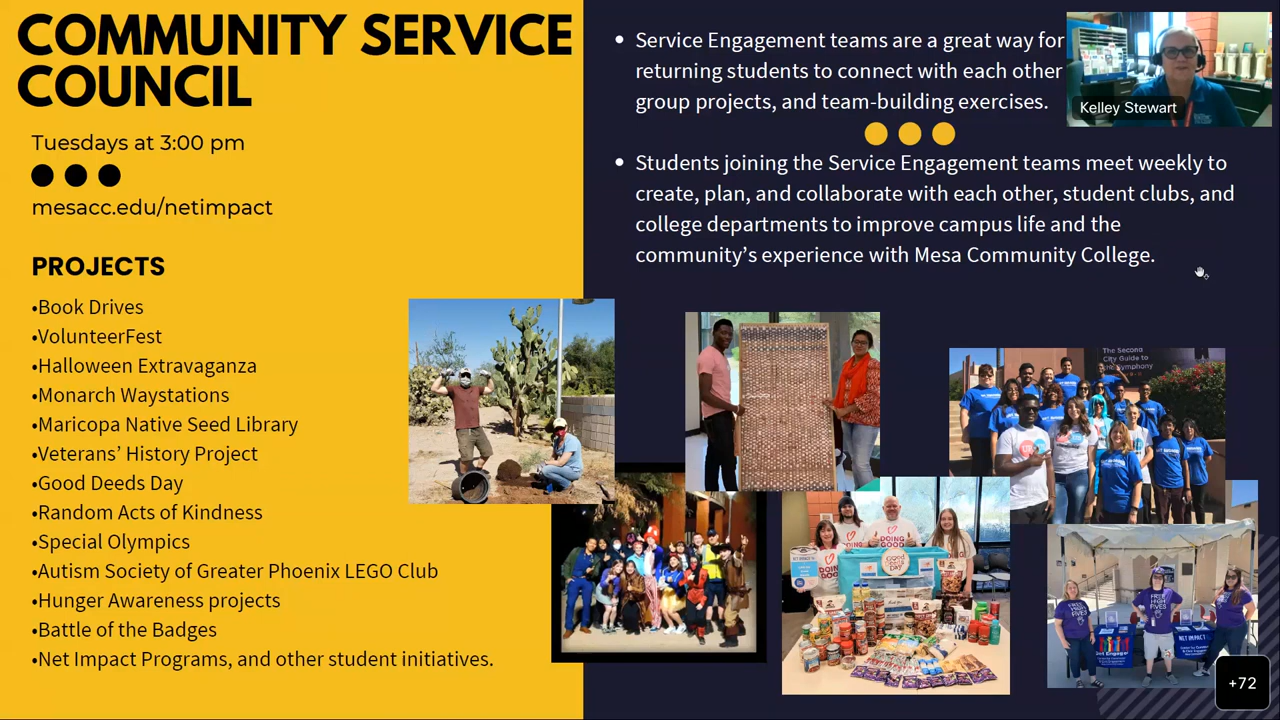 COMMUNITY SERVICE
COUNCIL
Tuesdays at 3:00 pm
mesacc.edu/netimpact
PROJECTS
•Book Drives
•VolunteerFest
•Halloween Extravaganza
•Monarch Waystations
•Maricopa Native Seed Library
•Veterans’ History Project
•Good Deeds Day
•Random Acts of Kindness
•Special Olympics
•Autism Society of Greater Phoenix LEGO Club
•Hunger Awareness projects
•Battle of the Badges
•Net Impact Programs, and other student initiatives.
• Service Engagement teams are a great way for
returning students to connect with each other
group projects, and team-building exercises.
• Students joining the Service Engagement teams meet weekly to
create, plan, and collaborate with each other, student clubs, and
college departments to improve campus life and the
community’s experience with Mesa Community College.
Kelley Stewart
The Second
City Guide to
Symphony
DOING
GOOD
good
deeds
DAY
FREE
HIGH
FIVES
NET IMPACT
+72